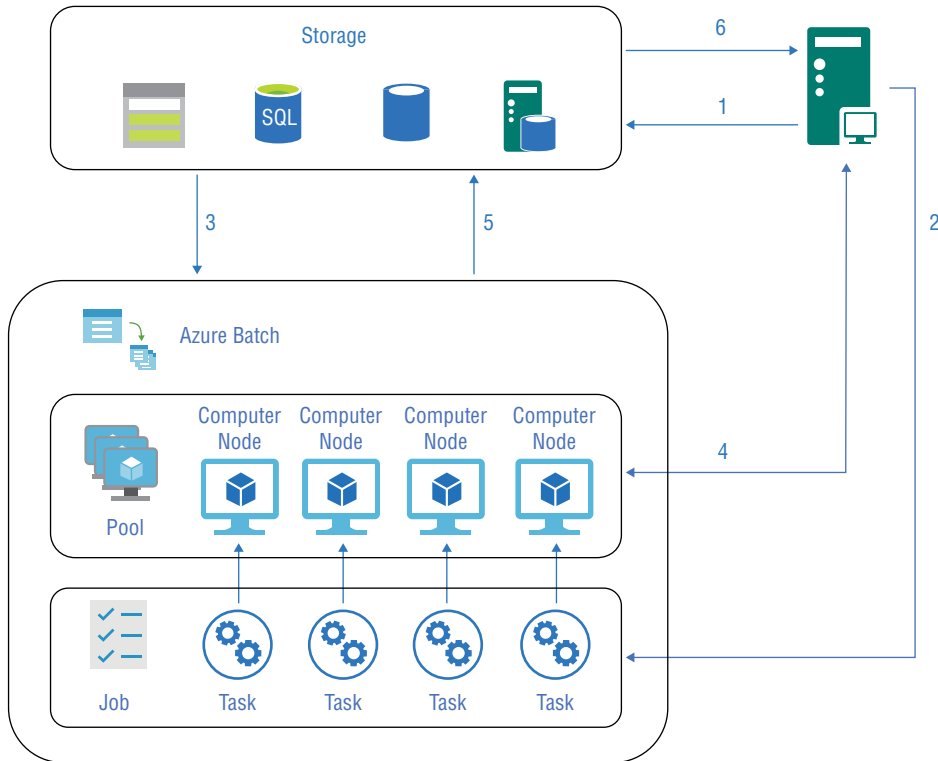 Storage
6
SQL
1
3
5
2
Azure Batch
Computer
Node
Computer
Node
Computer
Node
Computer
Node
4
Pool
Job
Task
Task
Task
Task